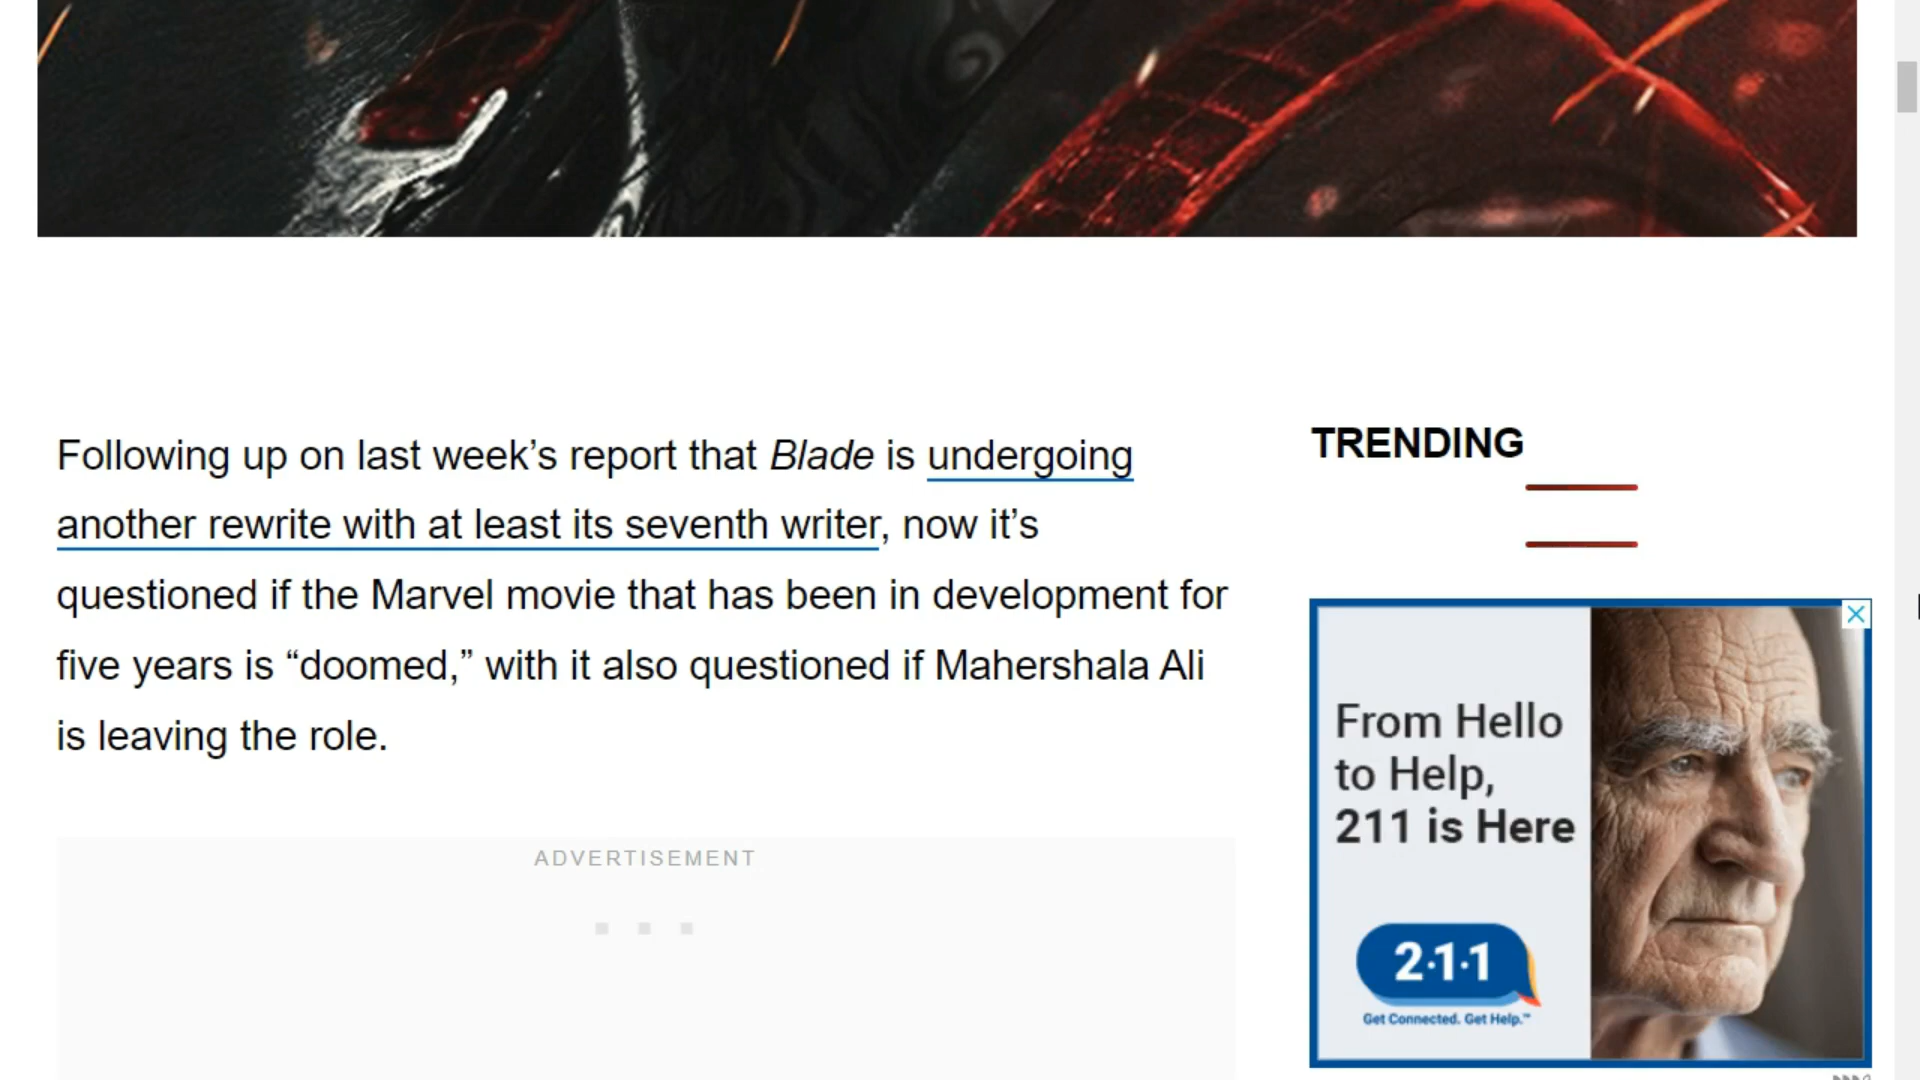 Following up on last week’s report that Blade is undergoing
another rewrite with at least its seventh writer, now it’s
questioned if the Marvel movie that has been in development for
five years is “doomed,” with it also questioned if Mahershala Ali
is leaving the role.
ADVERTISEMENT
TRENDING
From Hello
to Help,
211 is Here
2·1·1
Get Connected. Get Help.™